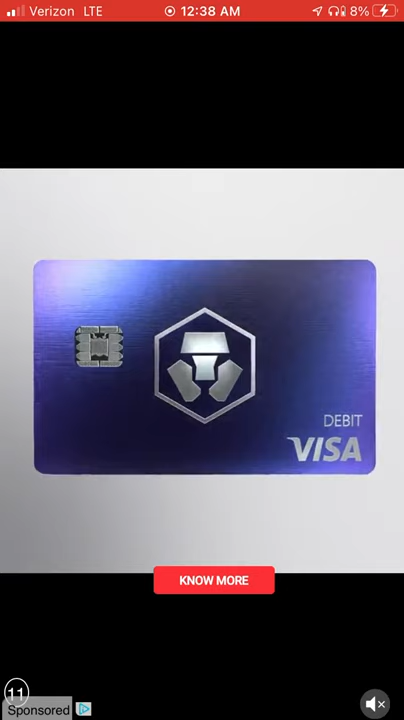 Verizon LTE 12:38 AM 8%
DEBIT
VISA
KNOW MORE
11
Sponsored